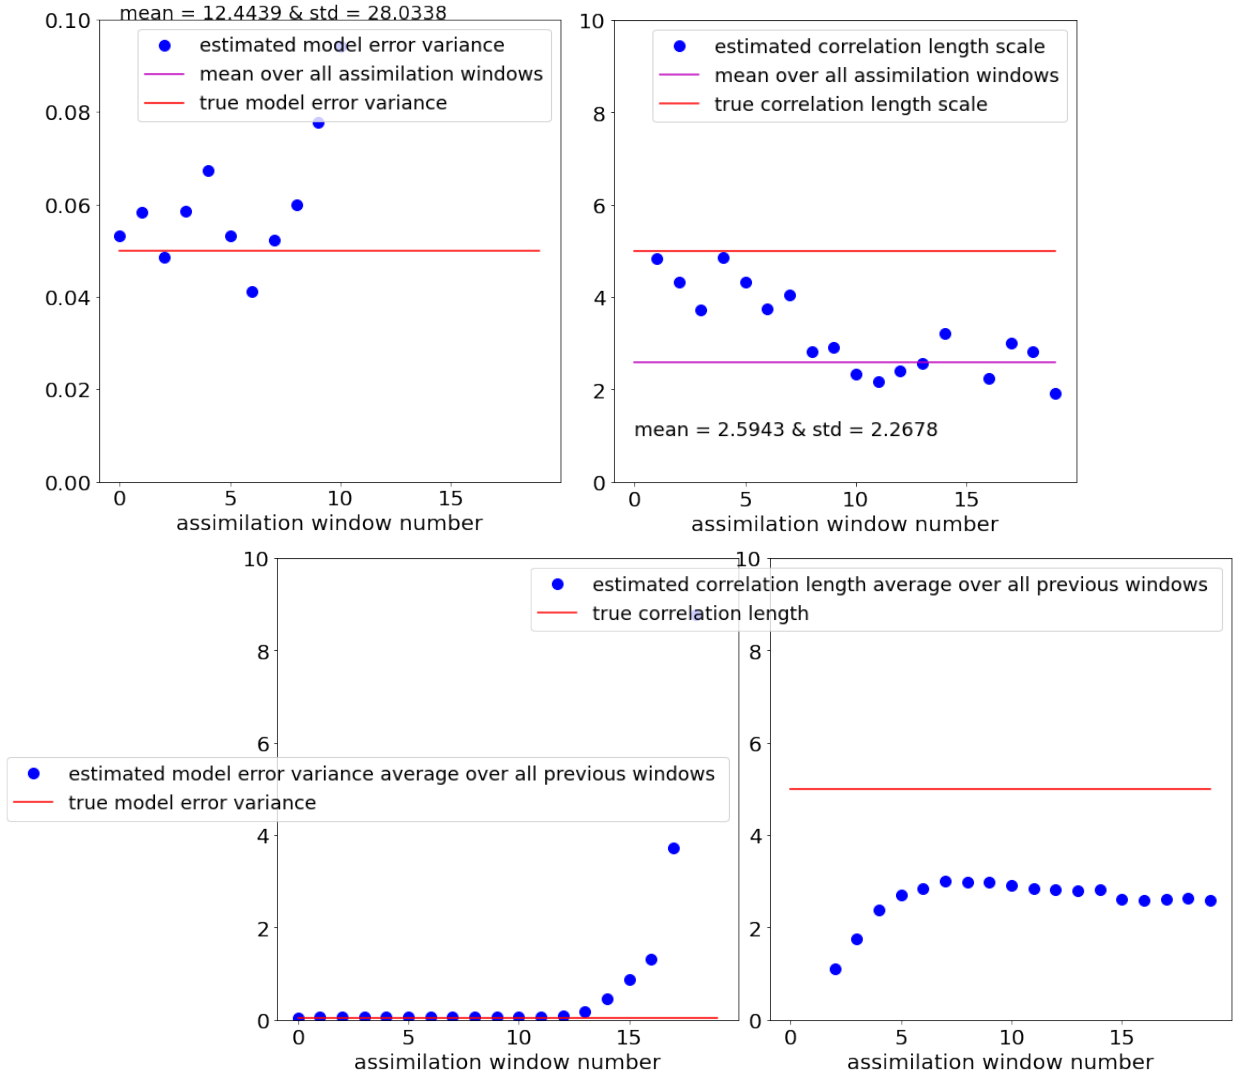 mean = 12.4439 & std = 28.0338
0.10
0.08
0.06
0.04
0.02
0.00
estimated model error variance
mean over all assimilation windows
true model error variance
0 5 10 15
assimilation window number
10
8
6
4
2
0
estimated correlation length scale
mean over all assimilation windows
true correlation length scale
mean = 2.5943 & std = 2.2678
0 5 10 15
assimilation window number
10
8
6
4
2
0
estimated model error variance average over all previous windows
true model error variance
0 5 10 15
assimilation window number
10
8
6
4
2
0
estimated correlation length average over all previous windows
true correlation length
0 5 10 15
assimilation window number